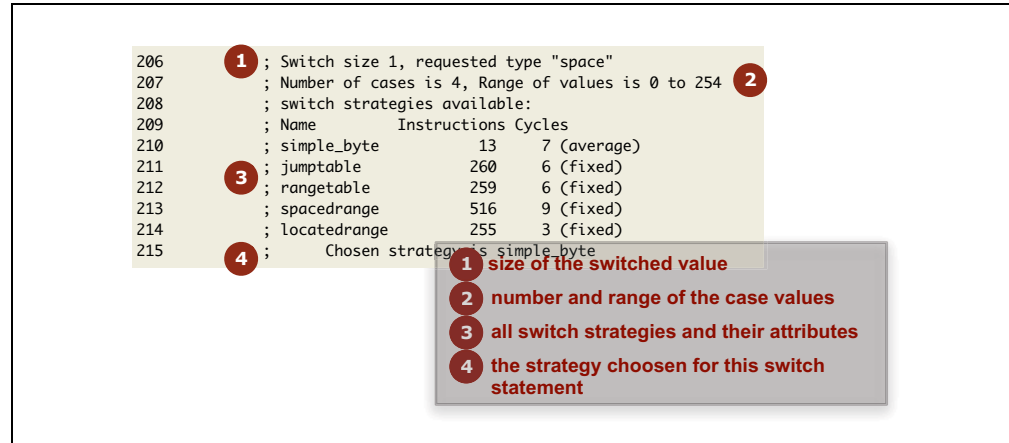 206 1 ; Switch size 1, requested type "space"
207 ; Number of cases is 4, Range of values is 0 to 254 2
208 ; switch strategies available:
209 ; Name Instructions Cycles
210 ; simple_byte 13 7 (average)
211 ; jumptable 260 6 (fixed)
212 3 ; rangetable 259 6 (fixed)
213 ; spacedrange 516 9 (fixed)
214 ; locatedrange 255 3 (fixed)
215 4 ; Chosen strategy is simple_byte
1 size of the switched value
2 number and range of the case values
3 all switch strategies and their attributes
4 the strategy choosen for this switch
statement